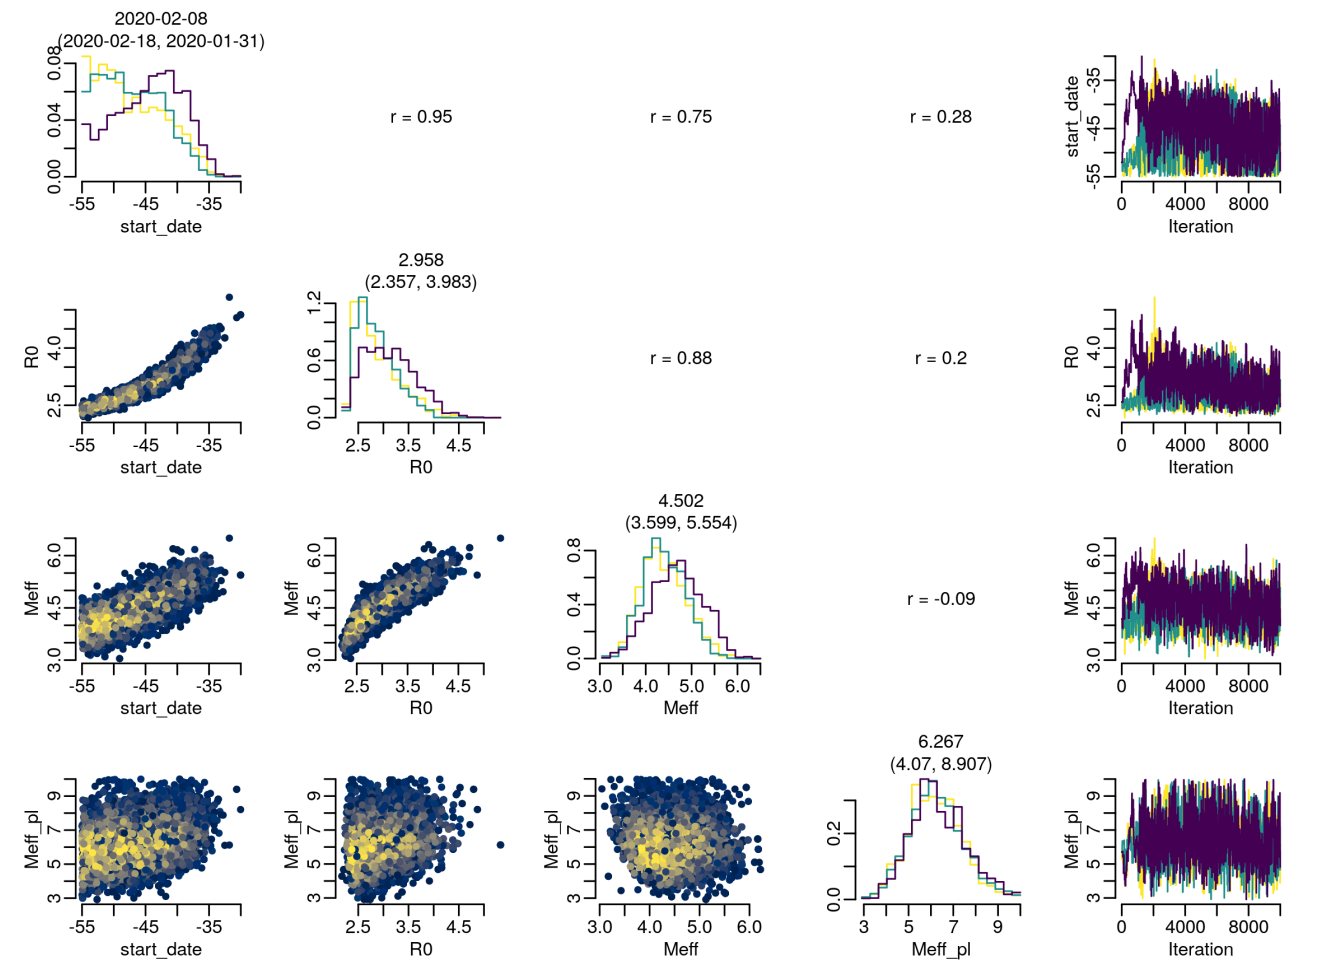 2020-02-08
(2020-02-18, 2020-01-31)
0.00 0.04 0.08
-55 -45 -35
start_date
r = 0.95
r = 0.75
r = 0.28
start_date
-55 -45 -35
0 4000 8000
Iteration
R0
2.5 4.0
-55 -45 -35
start_date
2.958
(2.357, 3.983)
0.0 0.6 1.2
2.5 3.5 4.5
R0
r = 0.88
r = 0.2
R0
2.5 4.0
0 4000 8000
Iteration
Meff
3.0 4.5 6.0
-55 -45 -35
start_date
Meff
3.0 4.5 6.0
2.5 3.5 4.5
R0
4.502
(3.599, 5.554)
0.0 0.4 0.8
3.0 4.0 5.0 6.0
Meff
r = -0.09
Meff
3.0 4.5 6.0
0 4000 8000
Iteration
Meff_pl
3 5 7 9
-55 -45 -35
start_date
Meff_pl
3 5 7 9
2.5 3.5 4.5
R0
Meff_pl
3 5 7 9
3.0 4.0 5.0 6.0
Meff
6.267
(4.07, 8.907)
0.0 0.2
3 5 7 9
Meff_pl
Meff_pl
3 5 7 9
0 4000 8000
Iteration